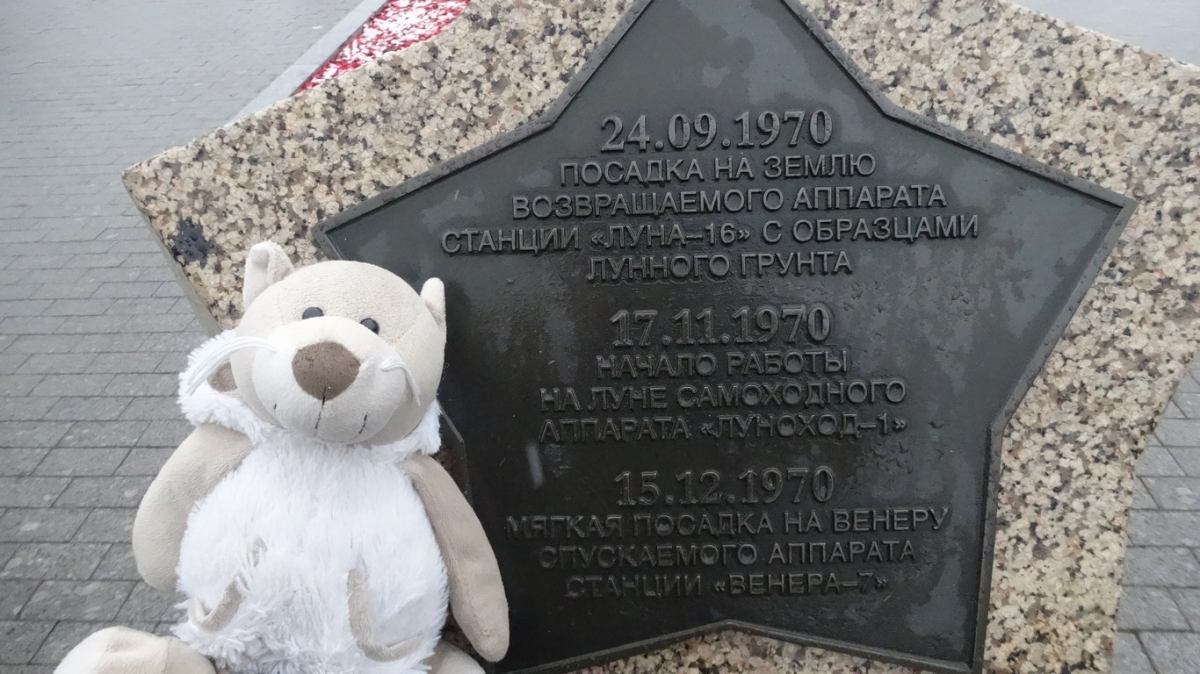 24.09.1970
ПОСАДКА НА ЗЕМЛЮ
ВОЗВРАЩАЕМОГО АППАРАТА
СТАНЦИИ «ЛУНА–16» С ОБРАЗЦАМИ
ЛУННОГО ГРУНТА
17.11.1970
НАЧАЛО РАБОТЫ
НА ЛУНЕ САМОХОДНОГО
АППАРАТА «ЛУНОХОД–1»
15.12.1970
МЯГКАЯ ПОСАДКА НА ВЕНЕРУ
СПУСКАЕМОГО АППАРАТА
СТАНЦИИ «ВЕНЕРА–7»